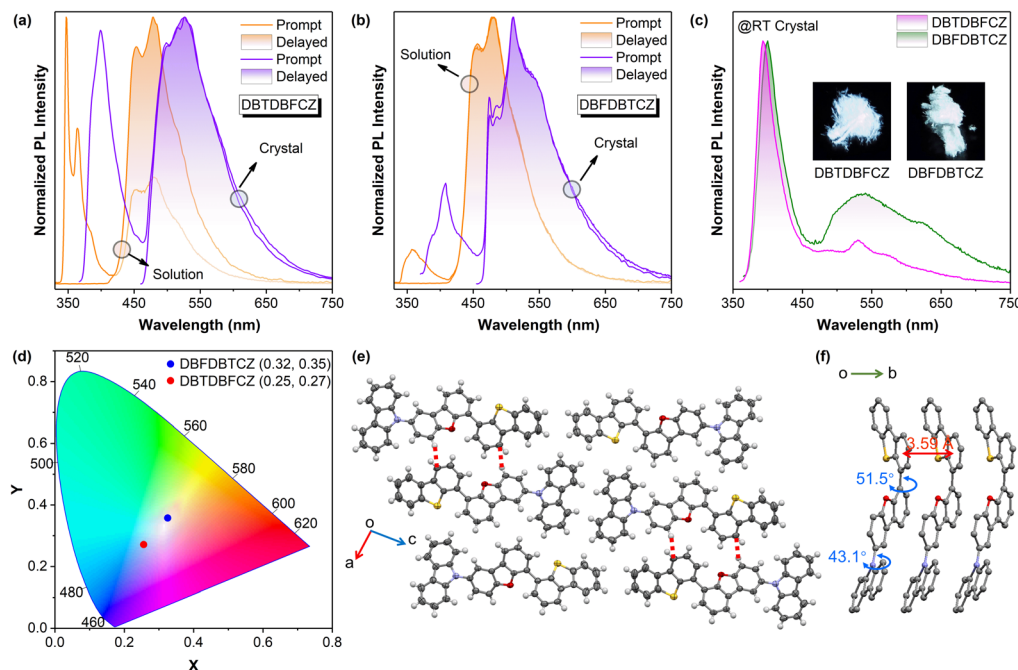 (a)
Prompt
Delayed
Prompt
Delayed
DBTDBFCZ
Crystal
Solution
Normalized PL Intensity
330 450 550 650 750
Wavelength (nm)
(b)
Prompt
Delayed
Prompt
Delayed
Solution
DBFDBTCZ
Crystal
Normalized PL Intensity
330 450 550 650 750
Wavelength (nm)
(c)
@RT Crystal
DBTDBFCZ
DBFDBTCZ
DBTDBFCZ
DBFDBTCZ
Normalized PL Intensity
330 450 550 650 750
Wavelength (nm)
(d)
DBFDBTCZ (0.32, 0.35)
DBTDBFCZ (0.25, 0.27)
520
540
560
580
600
620
500
480
460
0.8
0.6
0.4
0.2
0.0
Y
0.0 0.2 0.4 0.6 0.8
X
(e)
o
a
c
(f)
o b
3.59 Å
51.5°
43.1°